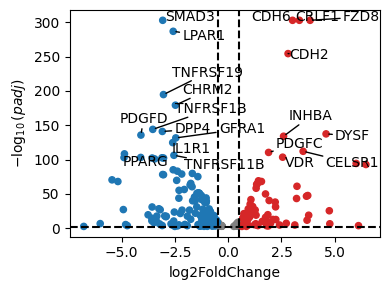 SMAD3
CDH6 CRLF1 FZD8
LPAR1
CDH2
TNFRSF19
CHRM2
TNFRSF1B
PDGFD
DPP4 GFRA1
INHBA
DYSF
IL1R1
PDGFC
PPARG
TNFRSF11B
VDR CELSR1
300
250
200
150
100
50
0
−log₁₀(padj)
−5.0 −2.5 0.0 2.5 5.0
log2FoldChange